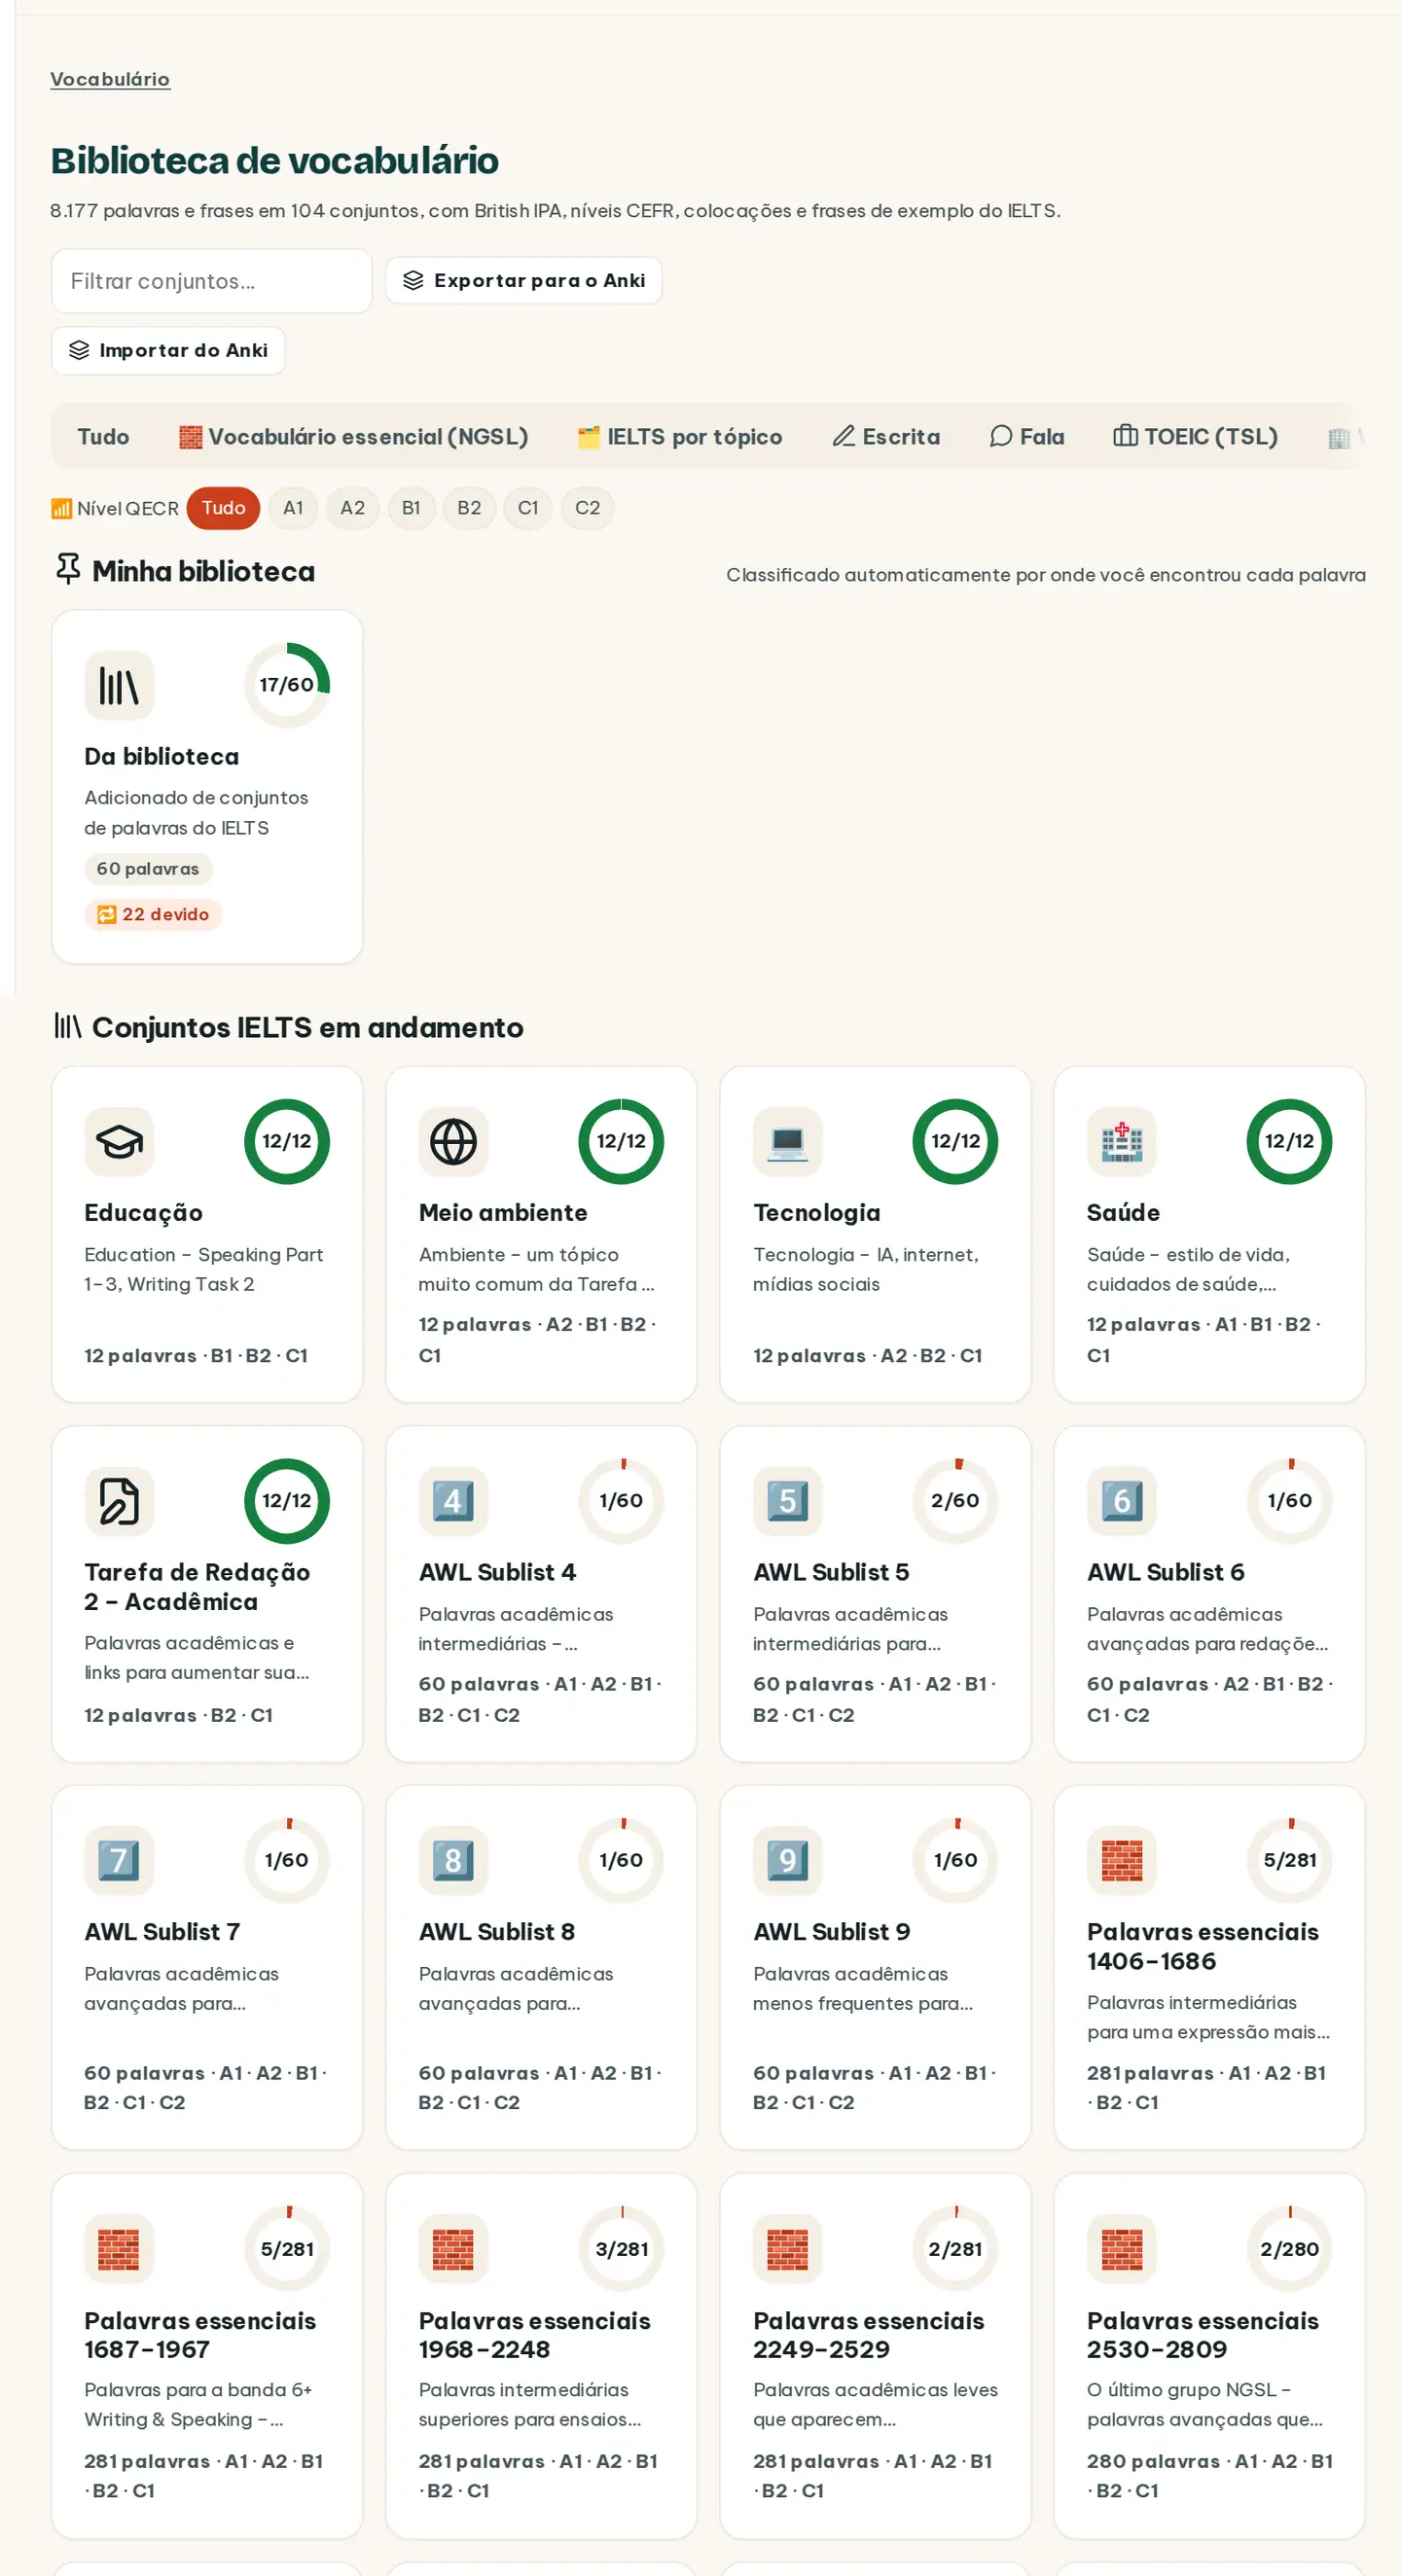 Vocabulário
Biblioteca de vocabulário
8.177 palavras e frases em 104 conjuntos, com British IPA, níveis CEFR, colocações e frases de exemplo do IELTS.
Filtrar conjuntos...
Exportar para o Anki
Importar do Anki
Tudo
Vocabulário essencial (NGSL)
IELTS por tópico
Escrita
Fala
TOEIC (TSL)
Nível QECR Tudo A1 A2 B1 B2 C1 C2
Minha biblioteca
Classificado automaticamente por onde você encontrou cada palavra
17/60
Da biblioteca
Adicionado de conjuntos
de palavras do IELTS
60 palavras
22 devido
Conjuntos IELTS em andamento
12/12
Educação
Education – Speaking Part
1–3, Writing Task 2
12 palavras · B1 · B2 · C1
12/12
Meio ambiente
Ambiente – um tópico
muito comum da Tarefa ...
12 palavras · A2 · B1 · B2 ·
C1
12/12
Tecnologia
Tecnologia – IA, internet,
mídias sociais
12 palavras · A2 · B2 · C1
12/12
Saúde
Saúde – estilo de vida,
cuidados de saúde,...
12 palavras · A1 · B1 · B2 ·
C1
12/12
Tarefa de Redação
2 – Acadêmica
Palavras acadêmicas e
links para aumentar sua...
12 palavras · B2 · C1
4
1/60
AWL Sublist 4
Palavras acadêmicas
intermediárias –...
60 palavras · A1 · A2 · B1 ·
B2 · C1 · C2
5
2/60
AWL Sublist 5
Palavras acadêmicas
intermediárias para...
60 palavras · A1 · A2 · B1 ·
B2 · C1 · C2
6
1/60
AWL Sublist 6
Palavras acadêmicas
avançadas para redaçõe...
60 palavras · A2 · B1 · B2 ·
C1 · C2
7
1/60
AWL Sublist 7
Palavras acadêmicas
avançadas para...
60 palavras · A1 · A2 · B1 ·
B2 · C1 · C2
8
1/60
AWL Sublist 8
Palavras acadêmicas
avançadas para...
60 palavras · A1 · A2 · B1 ·
B2 · C1 · C2
9
1/60
AWL Sublist 9
Palavras acadêmicas
menos frequentes para...
60 palavras · A1 · A2 · B1 ·
B2 · C1 · C2
5/281
Palavras essenciais
1406–1686
Palavras intermediárias
para uma expressão mais...
281 palavras · A1 · A2 · B1
· B2 · C1
5/281
Palavras essenciais
1687–1967
Palavras para a banda 6+
Writing & Speaking –...
281 palavras · A1 · A2 · B1
· B2 · C1
3/281
Palavras essenciais
1968–2248
Palavras intermediárias
superiores para ensaios...
281 palavras · A1 · A2 · B1
· B2 · C1
2/281
Palavras essenciais
2249–2529
Palavras acadêmicas leves
que aparecem...
281 palavras · A1 · A2 · B1
· B2 · C1
2/280
Palavras essenciais
2530–2809
O último grupo NGSL –
palavras avançadas que...
280 palavras · A1 · A2 · B1
· B2 · C1